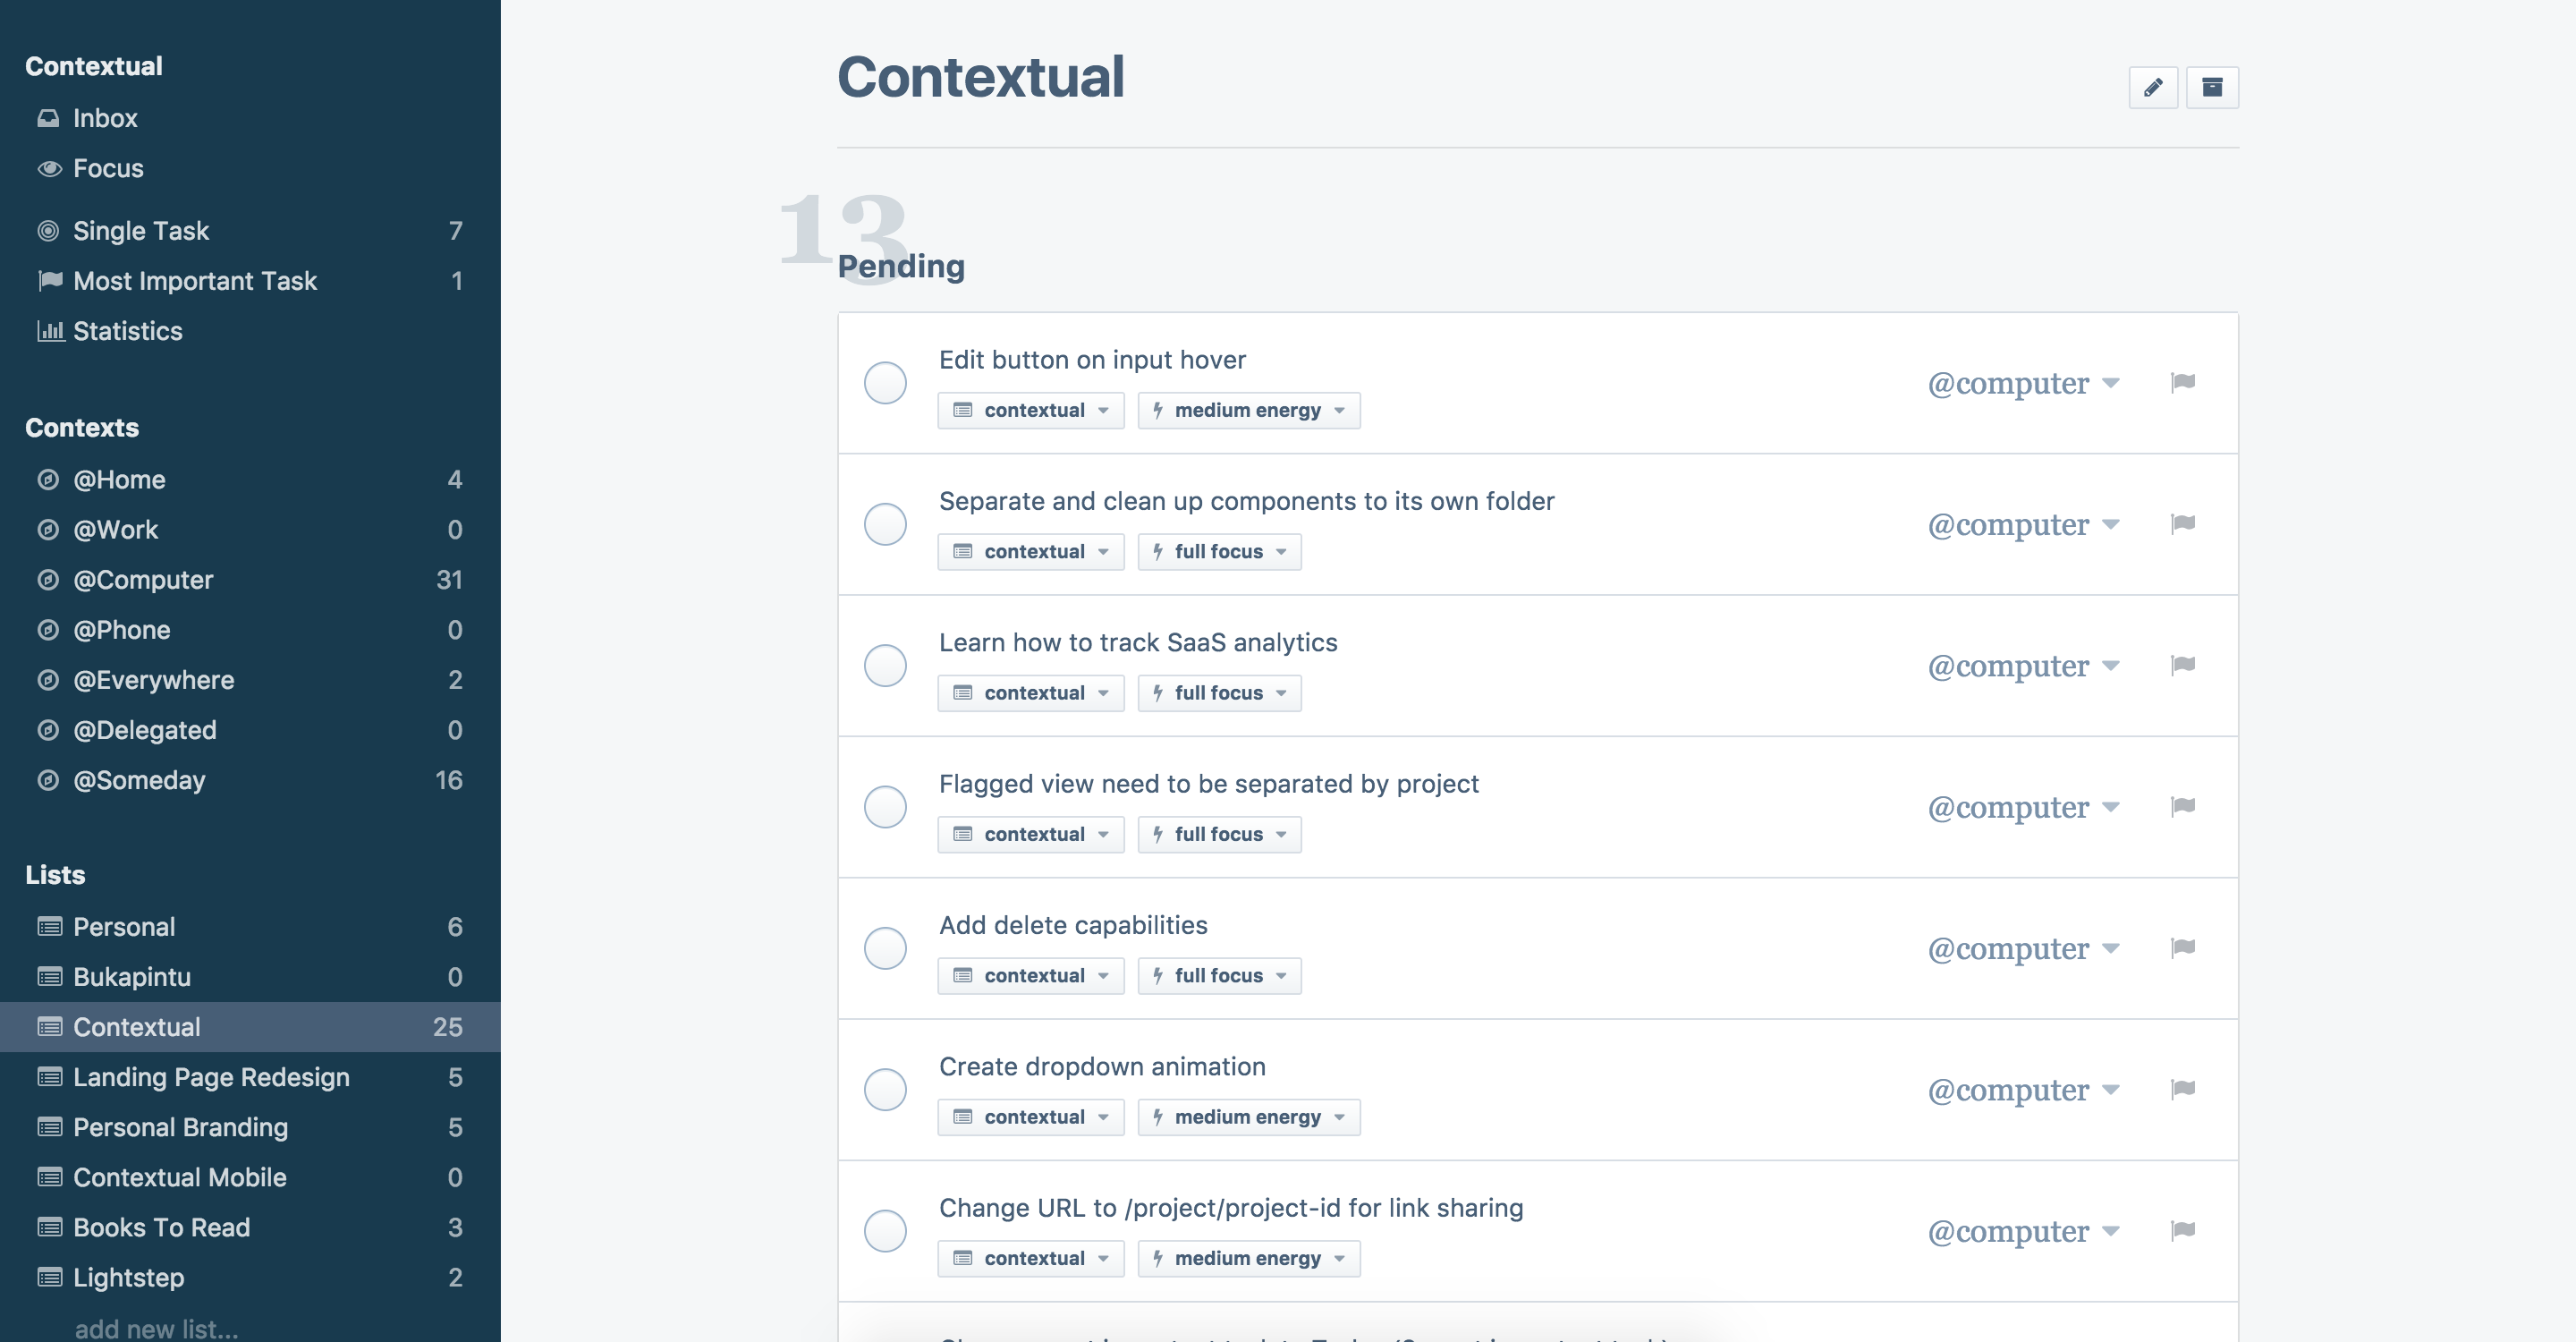 Contextual
Inbox
Focus
Single Task 7
Most Important Task 1
Statistics
Contexts
@Home 4
@Work 0
@Computer 31
@Phone 0
@Everywhere 2
@Delegated 0
@Someday 16
Lists
Personal 6
Bukapintu 0
Contextual 25
Landing Page Redesign 5
Personal Branding 5
Contextual Mobile 0
Books To Read 3
Lightstep 2
add new list...
Contextual
13
Pending
Edit button on input hover
contextual medium energy
@computer
Separate and clean up components to its own folder
contextual full focus
@computer
Learn how to track SaaS analytics
contextual full focus
@computer
Flagged view need to be separated by project
contextual full focus
@computer
Add delete capabilities
contextual full focus
@computer
Create dropdown animation
contextual medium energy
@computer
Change URL to /project/project-id for link sharing
contextual medium energy
@computer